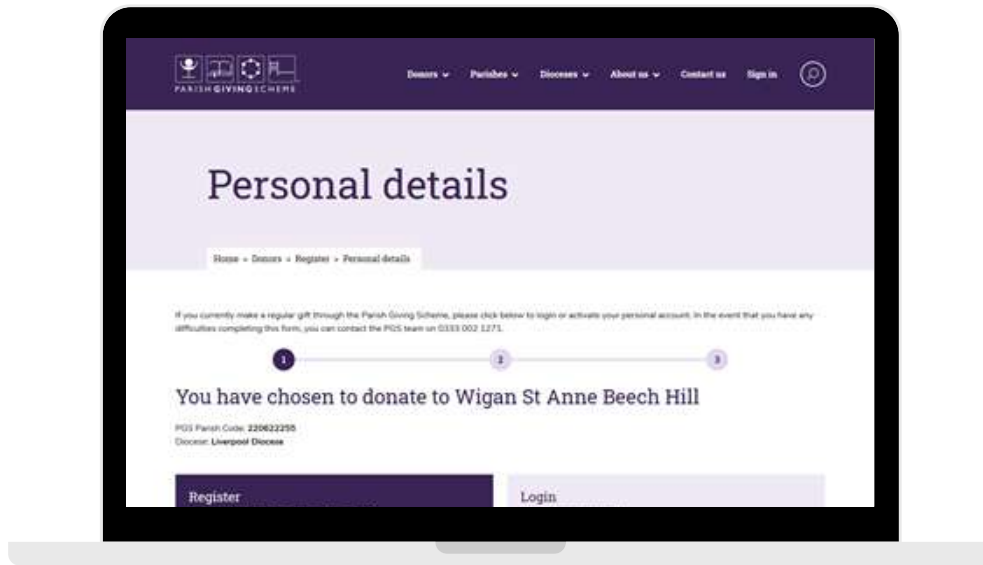 PARISH GIVING SCHEME
Donors Parishes Dioceses About us Contact us Sign in
Personal details
Home » Donors » Register » Personal details
If you currently make a regular gift through the Parish Giving Scheme, please click below to login or activate your personal account. In the event that you have any
difficulties completing this form, you can contact the PGS team on 0333 002 1271.
1 2 3
You have chosen to donate to Wigan St Anne Beech Hill
PGS Parish Code: 220622255
Diocese: Liverpool Diocese
Register Login